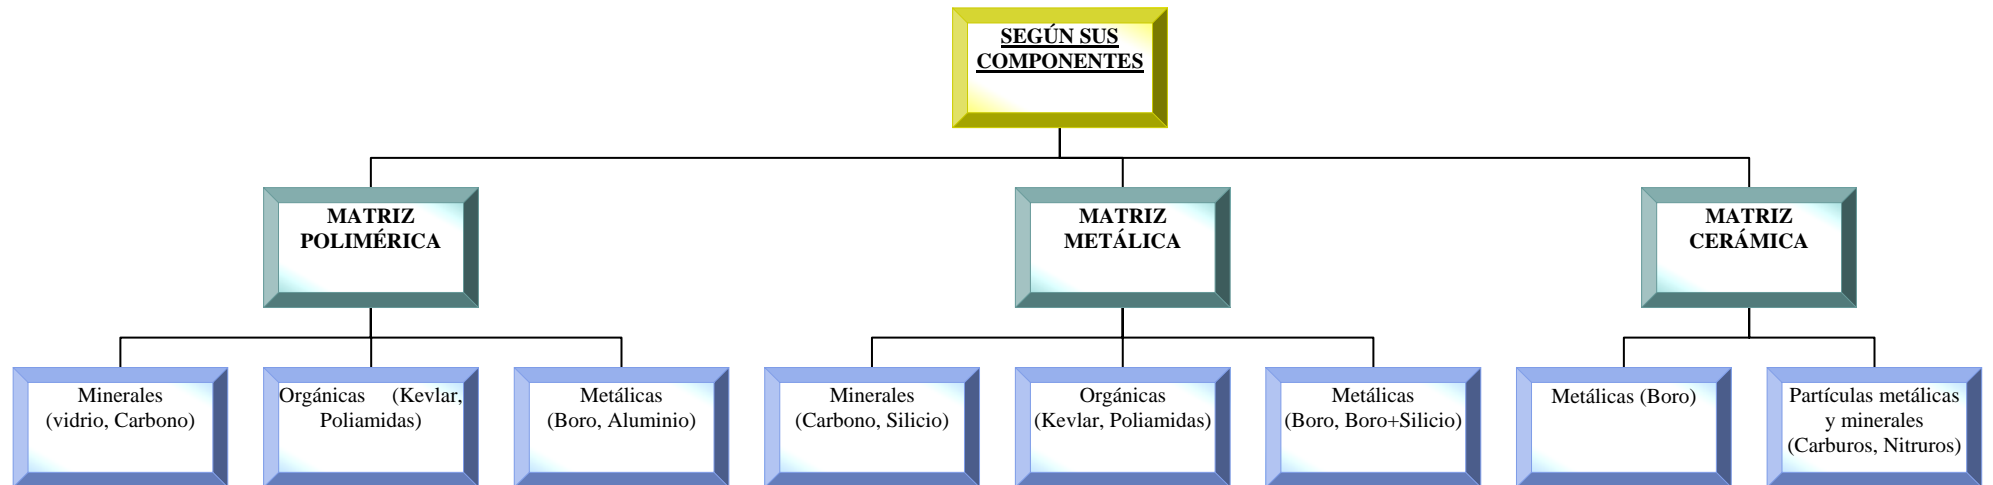 SEGÚN SUS
COMPONENTES
MATRIZ
POLIMÉRICA
MATRIZ
METÁLICA
MATRIZ
CERÁMICA
Minerales
(vidrio, Carbono)
Orgánicas (Kevlar,
Poliamidas)
Metálicas
(Boro, Aluminio)
Minerales
(Carbono, Silicio)
Orgánicas
(Kevlar, Poliamidas)
Metálicas
(Boro, Boro+Silicio)
Metálicas (Boro)
Partículas metálicas
y minerales
(Carburos, Nitruros)